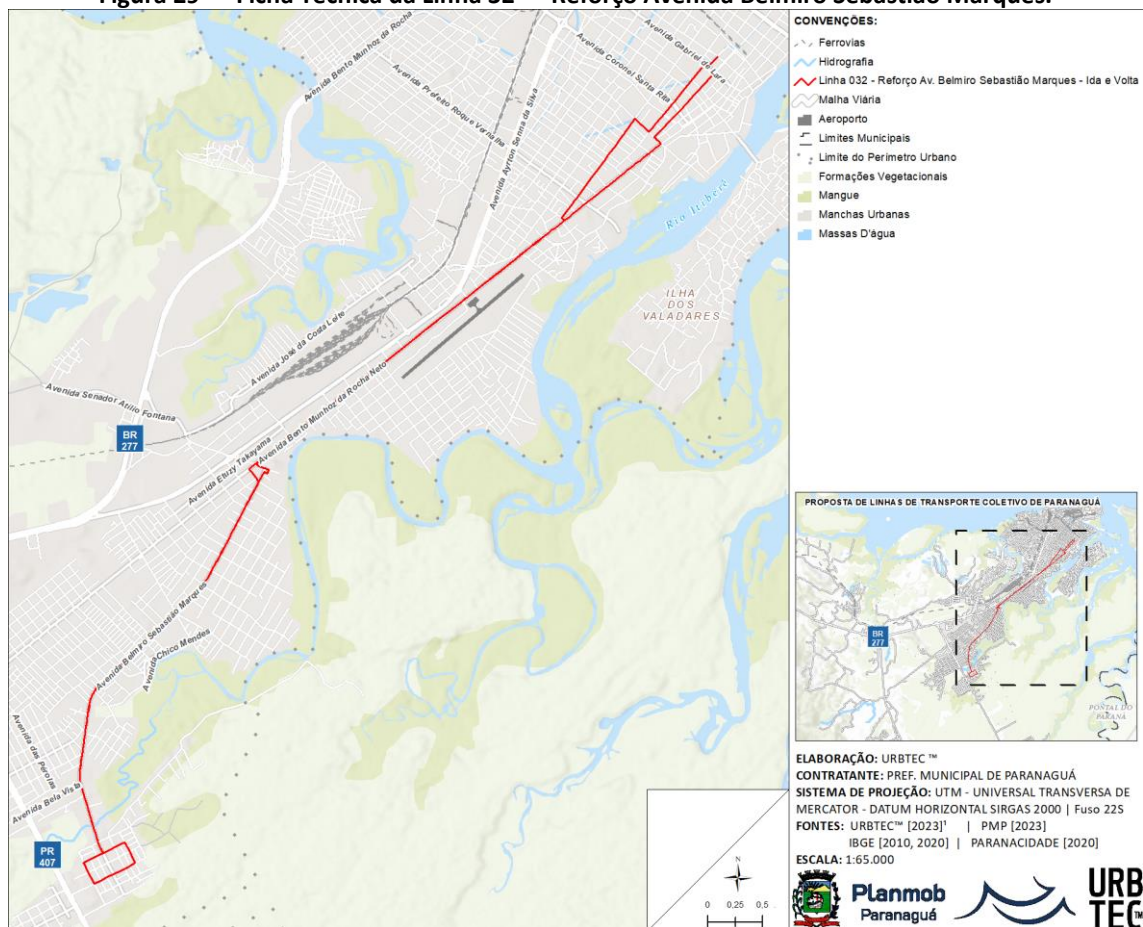 Figura 29 — Ficha Técnica da Linha 32 — Reforço Avenida Belmiro Sebastião Marques.
CONVENÇÕES:
Ferrovias
Hidrografia
Linha 032 - Reforço Av. Belmiro Sebastião Marques - Ida e Volta
Malha Viária
Aeroporto
Limites Municipais
Limite do Perímetro Urbano
Formações Vegetacionais
Mangue
Manchas Urbanas
Massas D'água
Avenida Bento Munhoz da Rocha
Avenida Gabriel de Lara
Avenida Coronel Santa Rita
Avenida Prefeito Roque Vernalha
Avenida Ayrton Senna da Silva
Rio Itiberê
ILHA
DOS
VALADARES
Avenida José da Costa Leite
Avenida Bento Munhoz da Rocha Neto
Avenida Senador Atílio Fontana
BR
277
Avenida Etuzy Takayama
Avenida Belmiro Sebastião Marques
Avenida Chico Mendes
Avenida das Pérolas
Avenida Bela Vista
PR
407
N
0 0,25 0,5
PROPOSTA DE LINHAS DE TRANSPORTE COLETIVO DE PARANAGUÁ
BR
277
PONTAL DO
PARANÁ
ELABORAÇÃO: URBTEC ™
CONTRATANTE: PREF. MUNICIPAL DE PARANAGUÁ
SISTEMA DE PROJEÇÃO: UTM - UNIVERSAL TRANSVERSA DE
MERCATOR - DATUM HORIZONTAL SIRGAS 2000 | Fuso 22S
FONTES: URBTEC™ [2023]¹ | PMP [2023]
IBGE [2010, 2020] | PARANACIDADE [2020]
ESCALA: 1:65.000
Planmob
Paranaguá
URB
TEC™